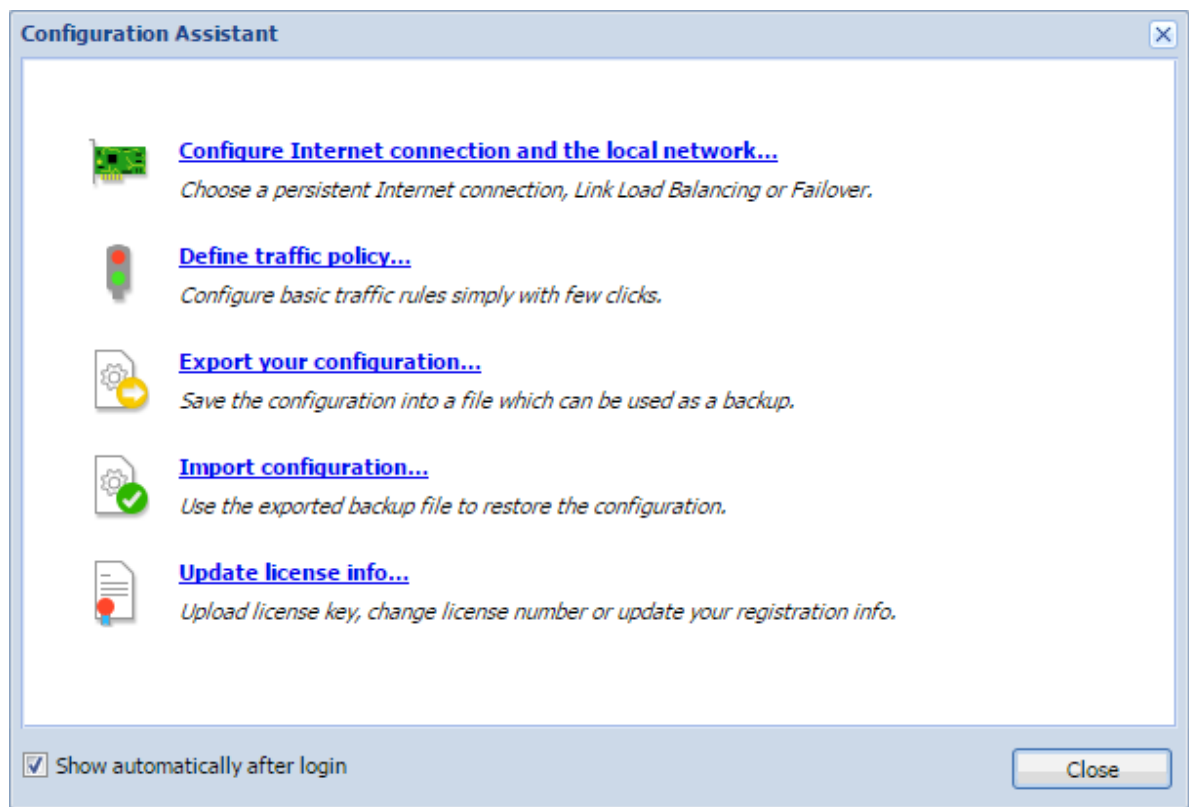 Configuration Assistant
Configure Internet connection and the local network...
Choose a persistent Internet connection, Link Load Balancing or Failover.
Define traffic policy...
Configure basic traffic rules simply with few clicks.
Export your configuration...
Save the configuration into a file which can be used as a backup.
Import configuration...
Use the exported backup file to restore the configuration.
Update license info...
Upload license key, change license number or update your registration info.
Show automatically after login
Close